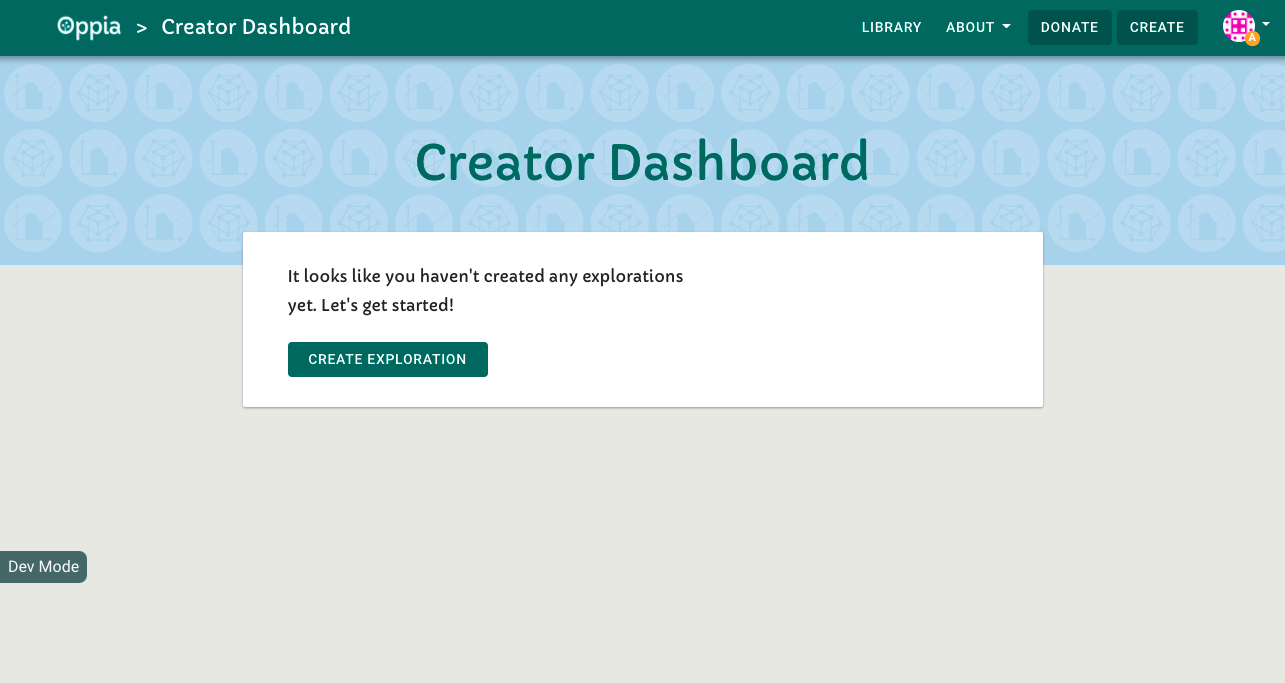 Oppia > Creator Dashboard LIBRARY ABOUT DONATE CREATE A
Creator Dashboard
It looks like you haven't created any explorations
yet. Let's get started!
CREATE EXPLORATION
Dev Mode